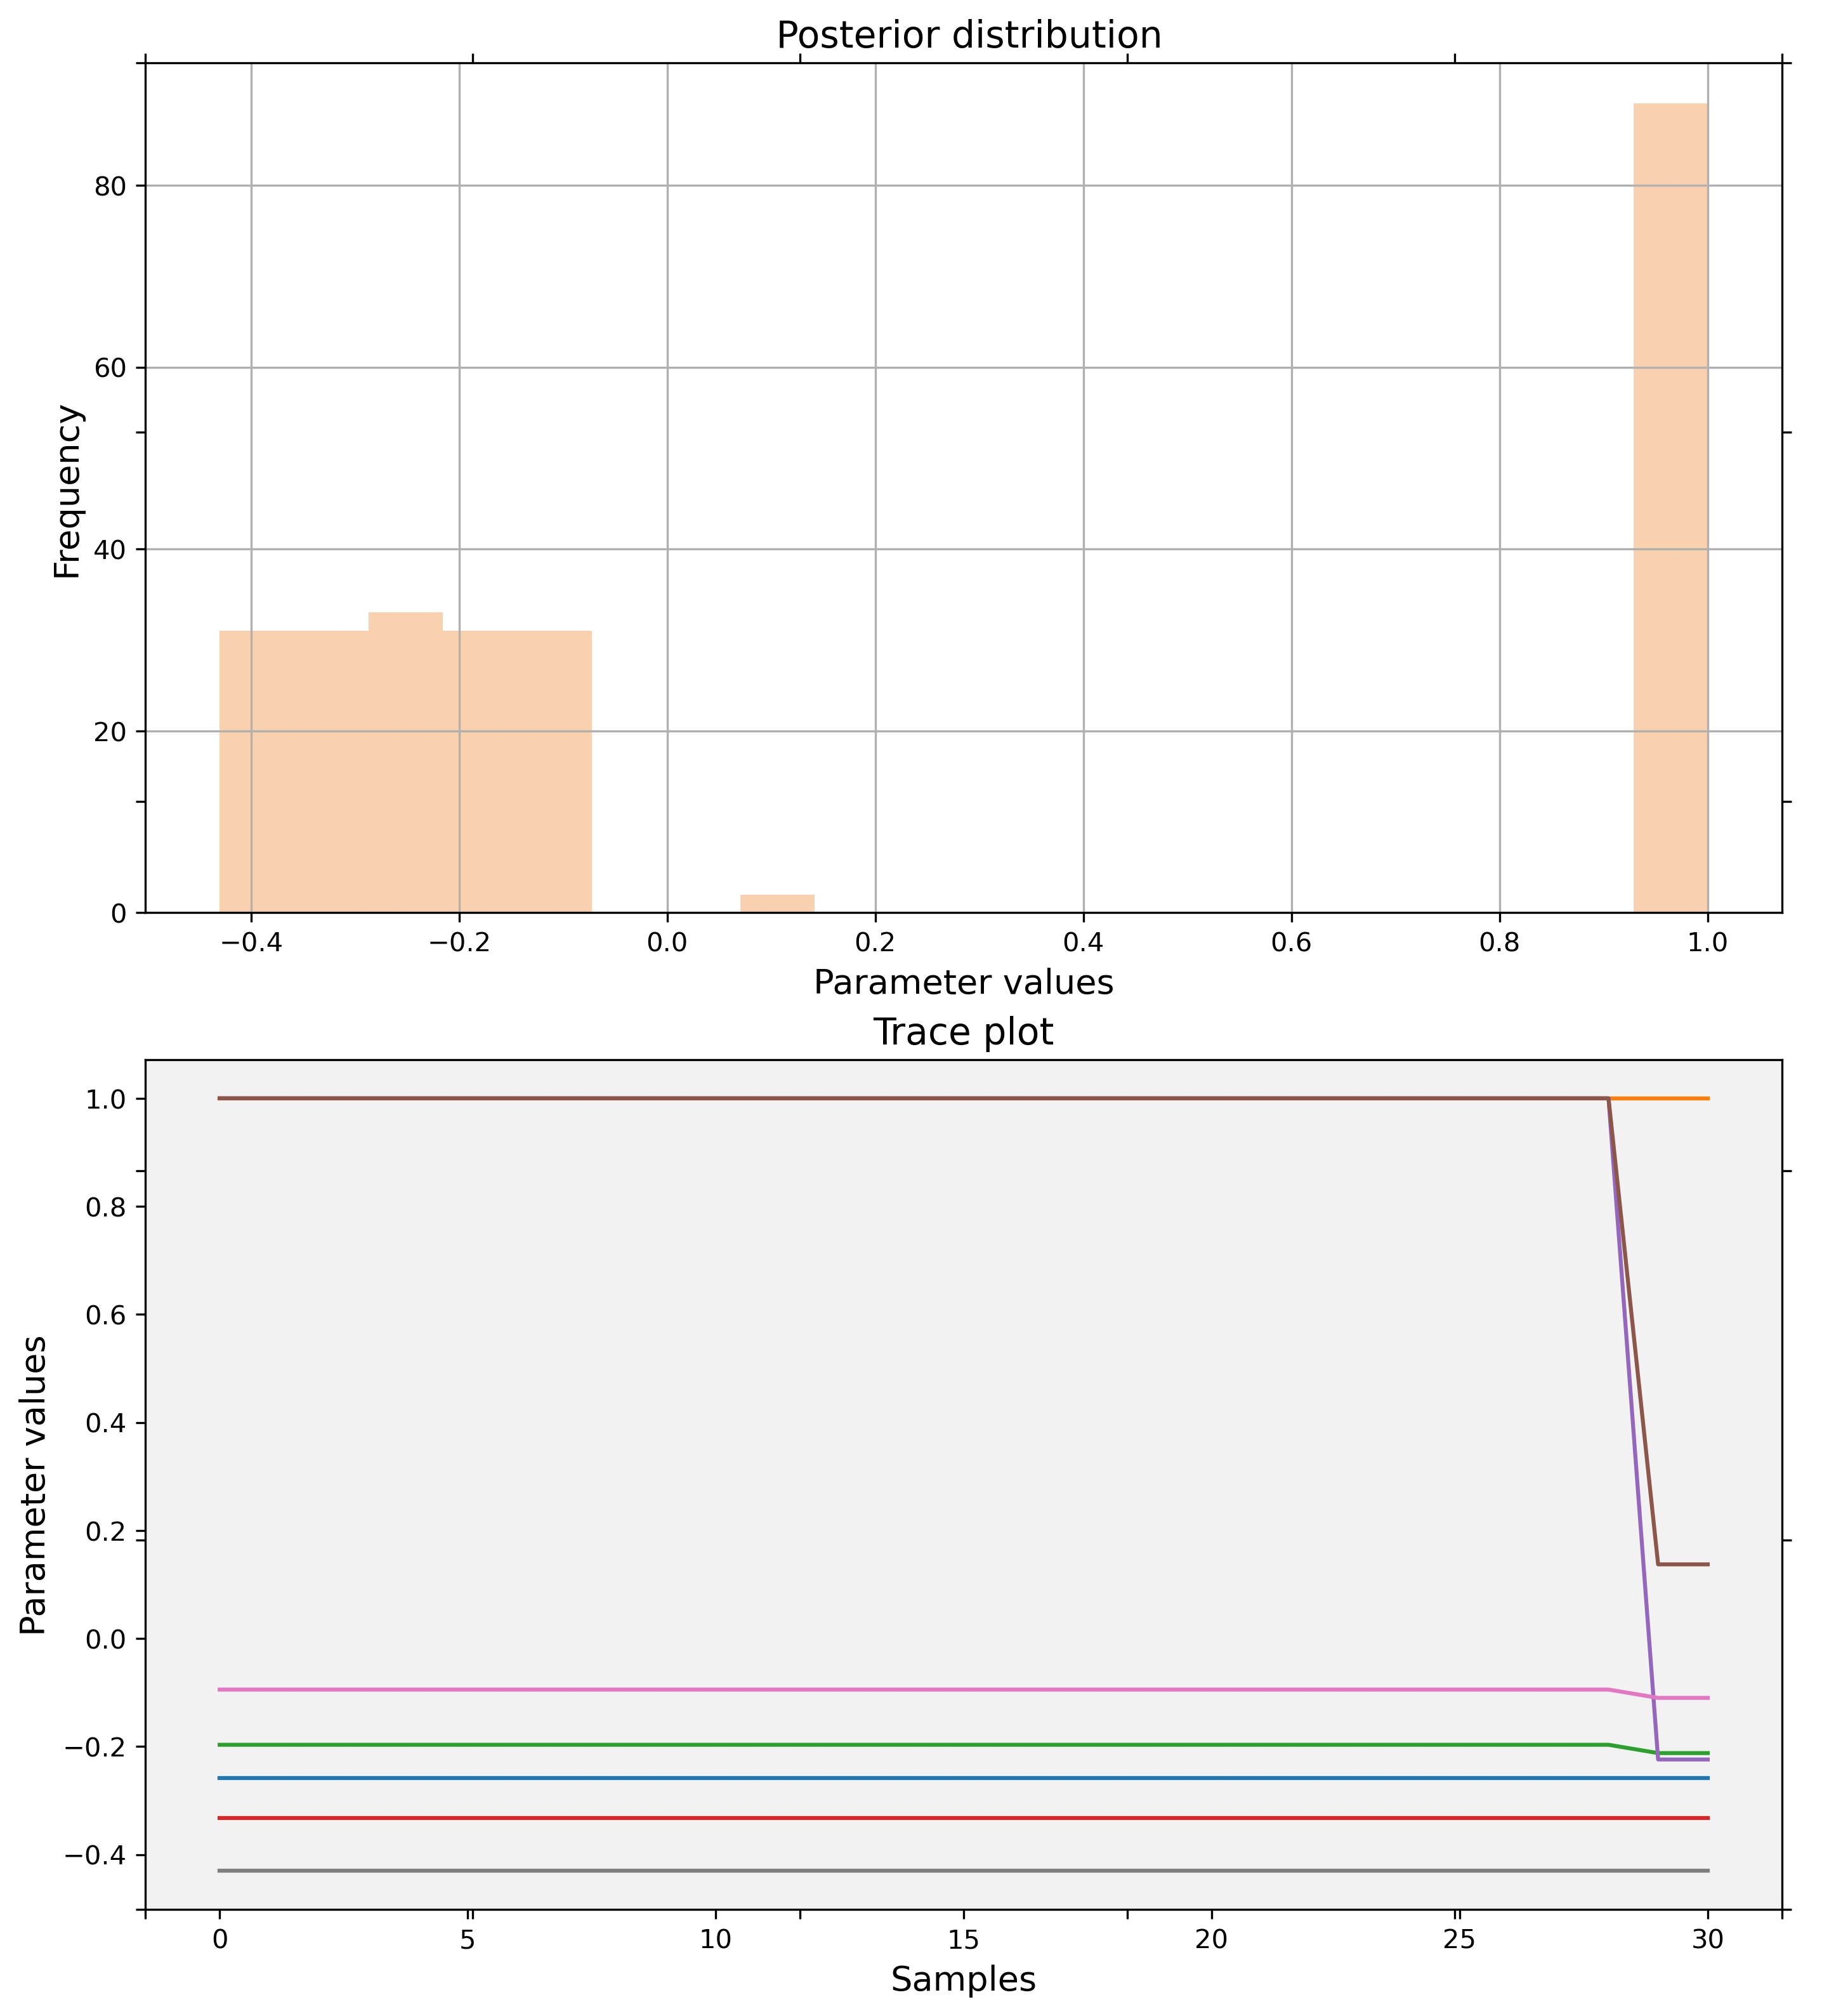 Posterior distribution
Frequency
80
60
40
20
0
−0.4 −0.2 0.0 0.2 0.4 0.6 0.8 1.0
Parameter values
Trace plot
Parameter values
1.0
0.8
0.6
0.4
0.2
0.0
−0.2
−0.4
0 5 10 15 20 25 30
Samples